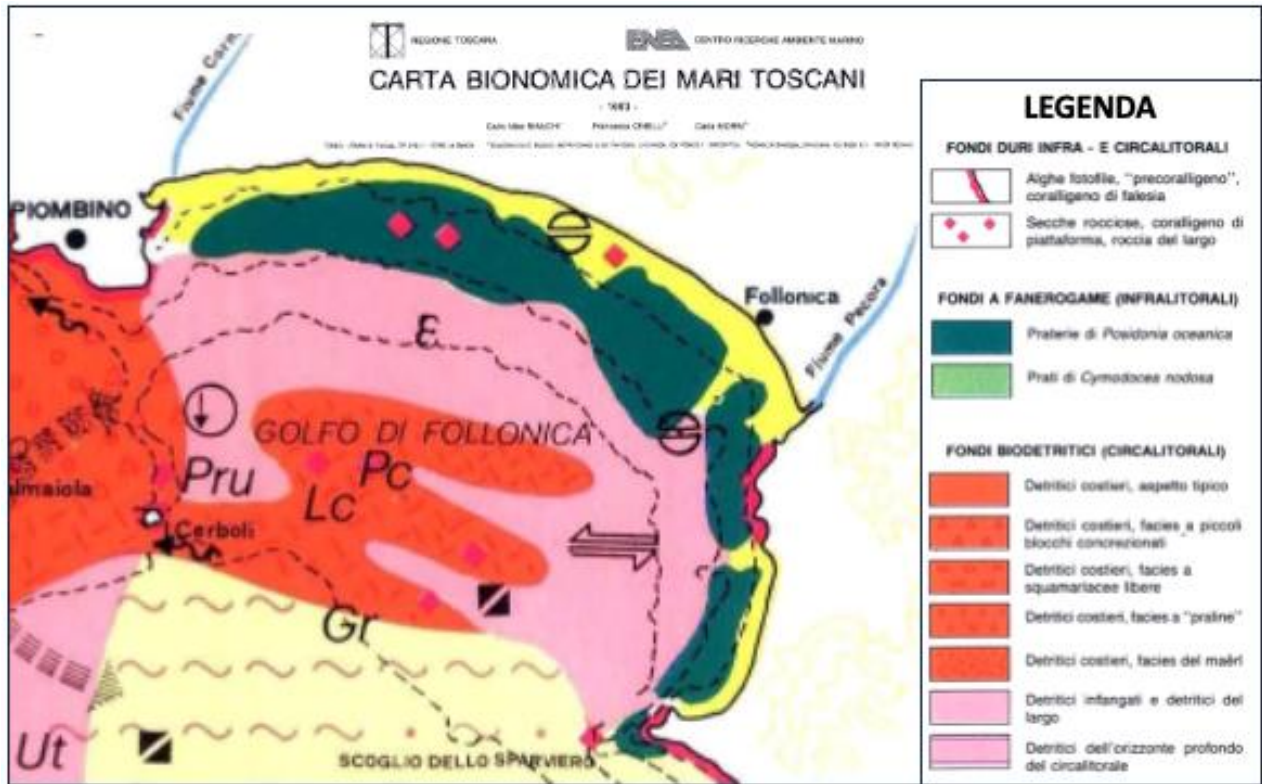 REGIONE TOSCANA
ENEA CENTRO RICERCHE AMBIENTE MARINO
CARTA BIONOMICA DEI MARI TOSCANI
PIOMBINO
Follonica
Fiume Pecora
ε
GOLFO DI FOLLONICA
Pru
Pc
Lc
Cerboli
Gr
Ut
SCOGLIO DELLO SPARVIERO
LEGENDA
FONDI DURI INFRA - E CIRCALITORALI
Alghe fotofile, "precoralligeno",
coralligeno di falesia
Secche rocciose, coralligeno di
piattaforma, roccia del largo
FONDI A FANEROGAME (INFRALITORALI)
Praterie di Posidonia oceanica
Prati di Cymodocea nodosa
FONDI BIODETRITICI (CIRCALITORALI)
Detritici costieri, aspetto tipico
Detritici costieri, facies a piccoli
blocchi concrezionati
Detritici costieri, facies a
squamariacee libere
Detritici costieri, facies a "praline"
Detritici costieri, facies del maërl
Detritici infangati e detritici del
largo
Detritici dell'orizzonte profondo
del circalitorale